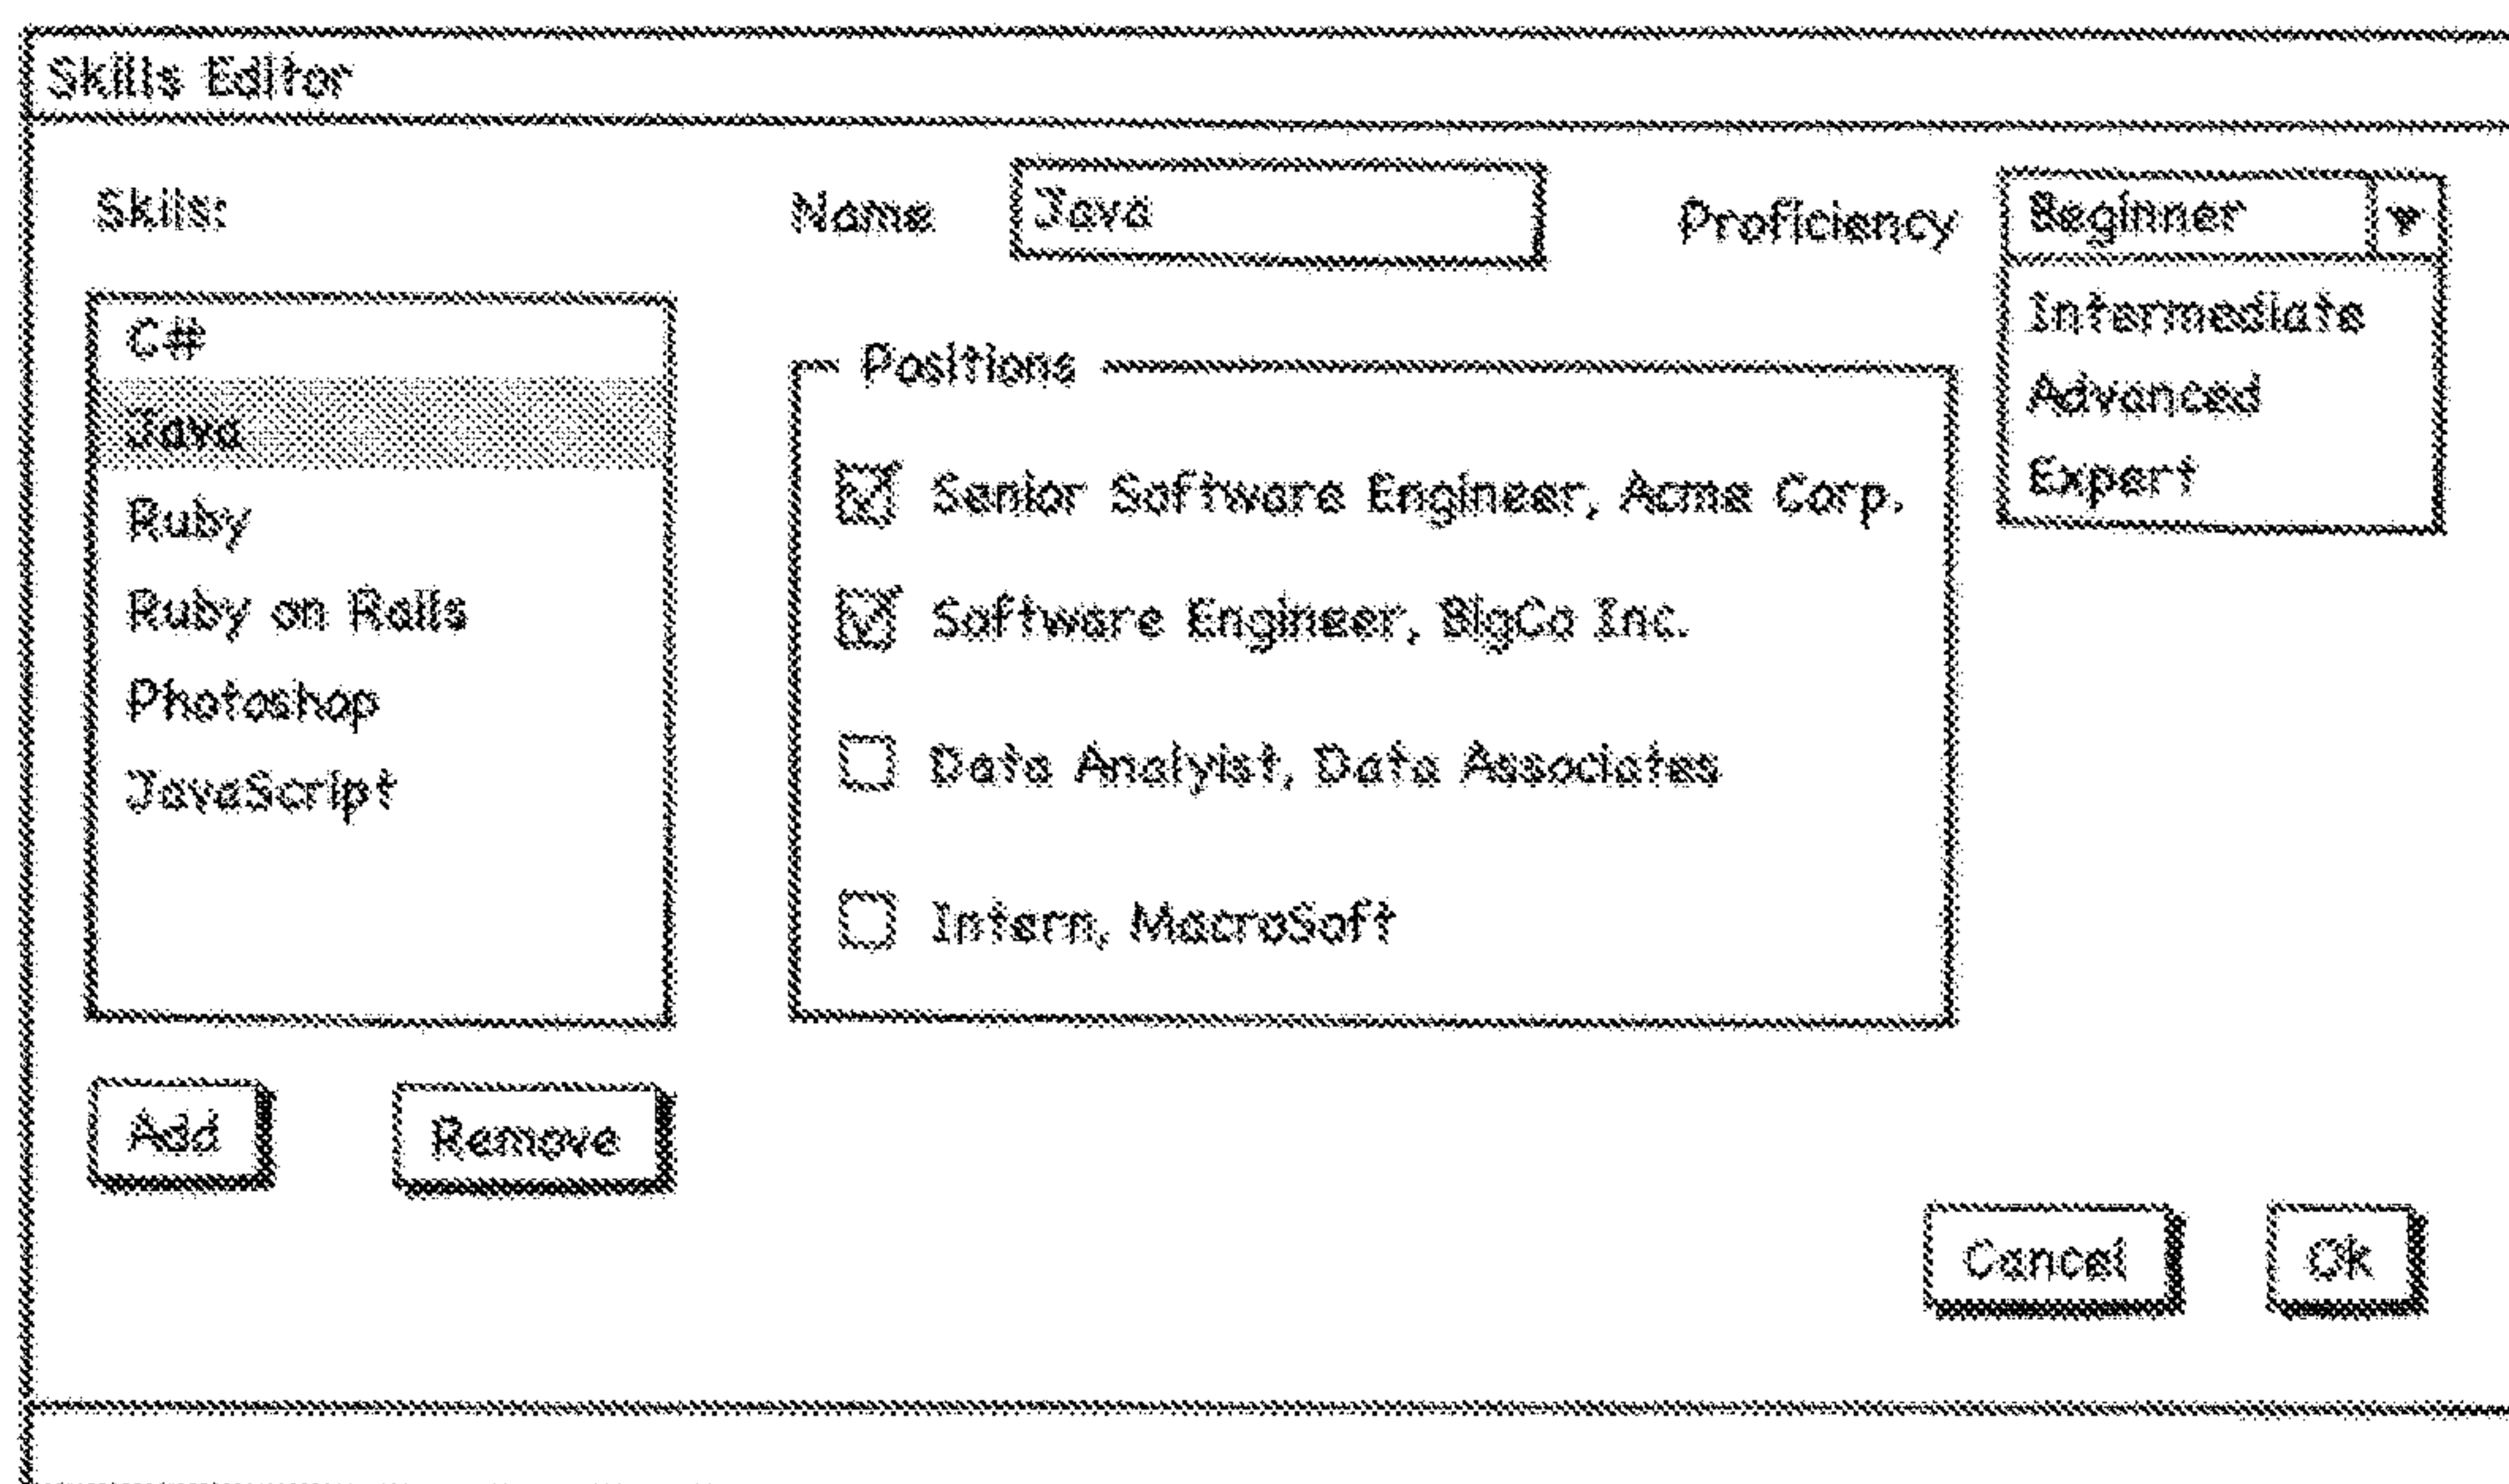 Skills Editor
Skills:
Name
Java
Proficiency
Beginner
Intermediate
Advanced
Expert
C#
Java
Ruby
Ruby on Rails
Photoshop
JavaScript
Positions
Senior Software Engineer, Acme Corp.
Software Engineer, BigCo Inc.
Data Analyist, Data Associates
Intern, MacroSoft
Add
Remove
Cancel
Ok